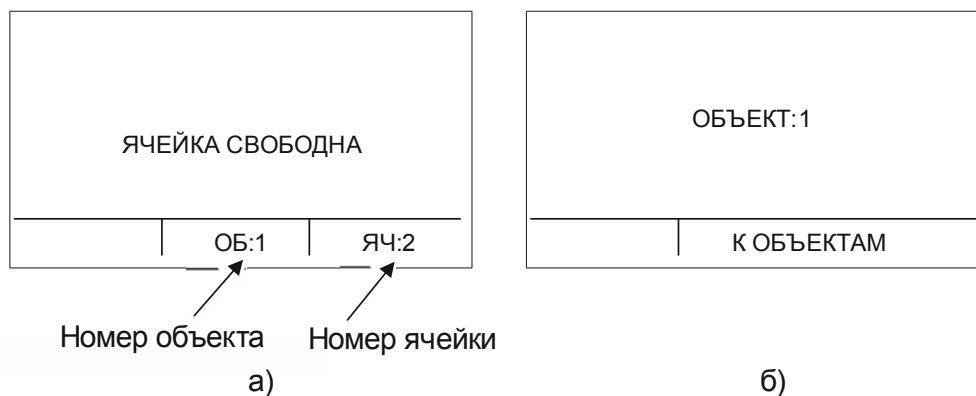 ЯЧЕЙКА СВОБОДНА
ОБ:1
ЯЧ:2
Номер объекта
Номер ячейки
а)
ОБЪЕКТ:1
К ОБЪЕКТАМ
б)